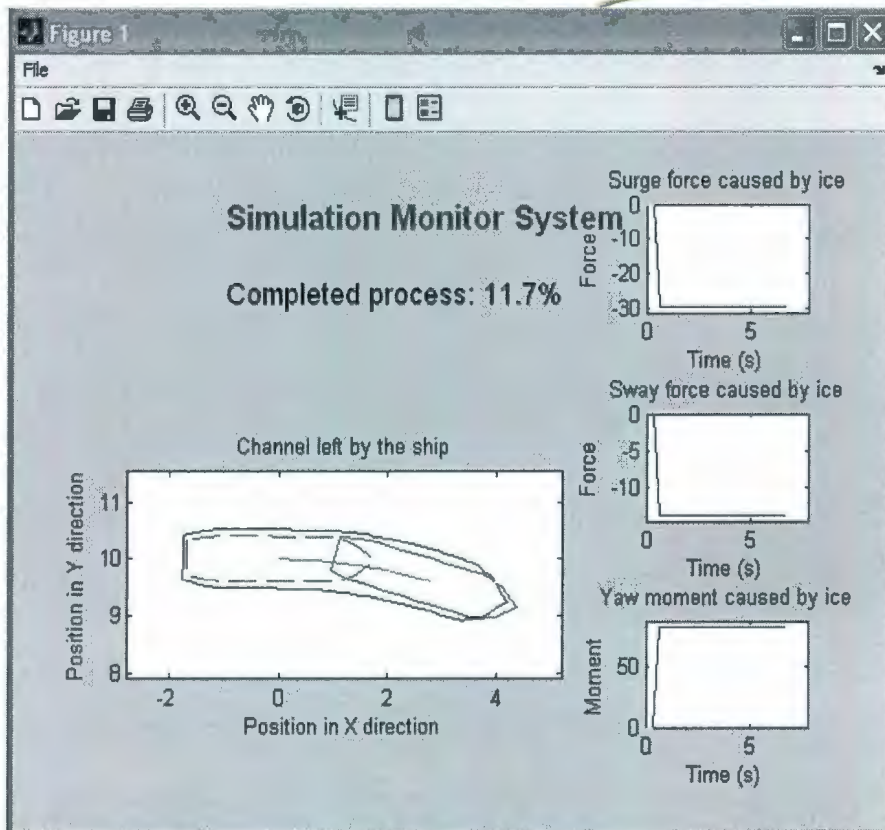 Figure 1
File
Simulation Monitor System
Completed process: 11.7%
Surge force caused by ice
0
-10
-20
-30
Force
0 5
Time (s)
Sway force caused by ice
0
-5
-10
Force
0 5
Time (s)
Yaw moment caused by ice
50
0
Moment
0 5
Time (s)
Channel left by the ship
11
10
9
8
Position in Y direction
-2 0 2 4
Position in X direction